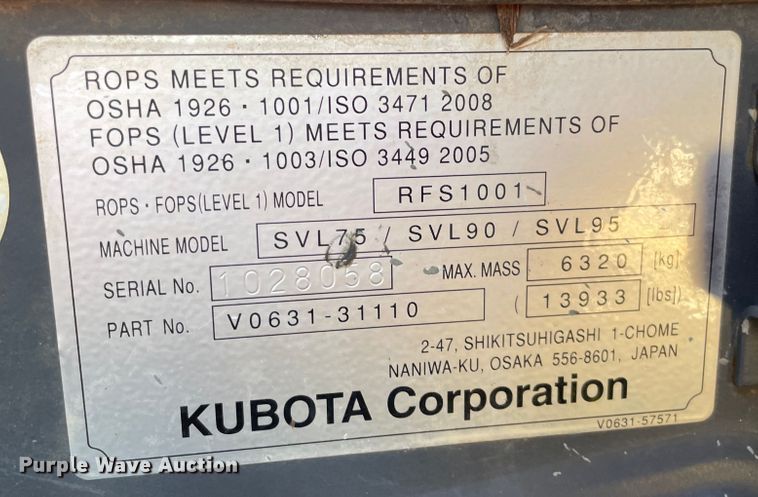 ROPS MEETS REQUIREMENTS OF
OSHA 1926・1001/ISO 3471 2008
FOPS (LEVEL 1) MEETS REQUIREMENTS OF
OSHA 1926・1003/ISO 3449 2005
ROPS・FOPS(LEVEL 1) MODEL RFS1001
MACHINE MODEL SVL75 / SVL90 / SVL95
SERIAL No. 1028058 MAX. MASS 6320 [kg]
PART No. V0631-31110 ( 13933 [lbs])
2-47, SHIKITSUHIGASHI 1-CHOME
NANIWA-KU, OSAKA 556-8601, JAPAN
KUBOTA Corporation
V0631-57571
Purple Wave Auction